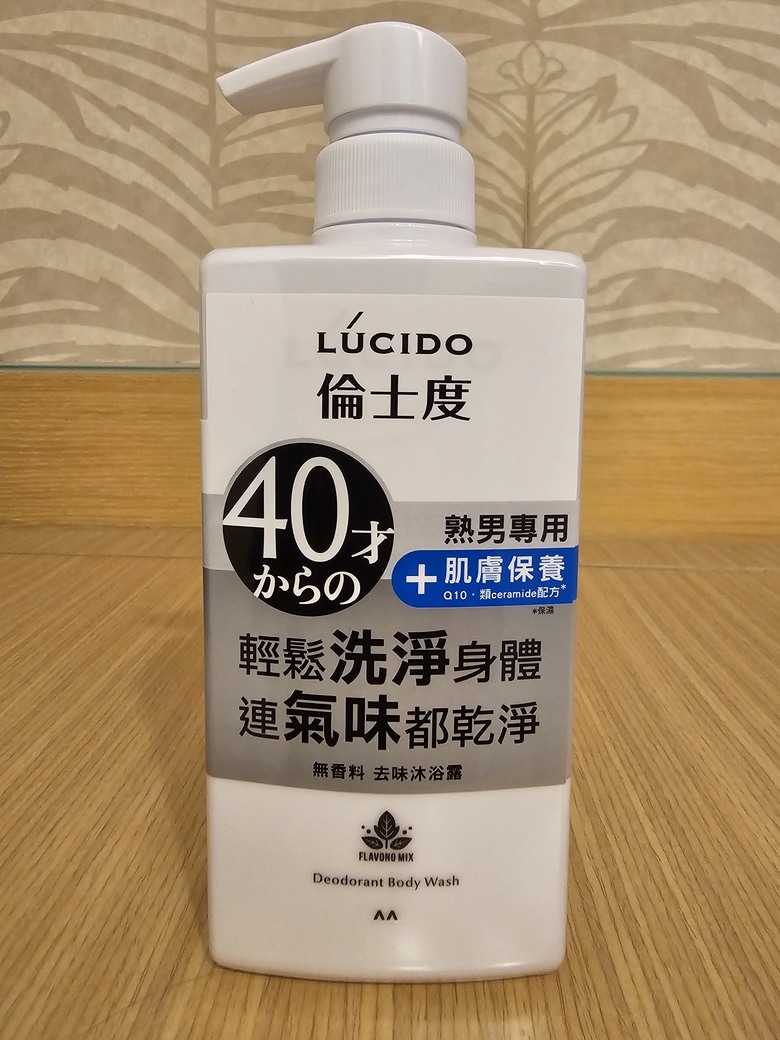 LÚCIDO
倫士度
40才
からの
熟男專用
+肌膚保養
Q10・類ceramide配方*
*保濕
輕鬆洗淨身體
連氣味都乾淨
無香料 去味沐浴露
FLAVONO MIX
Deodorant Body Wash
^^